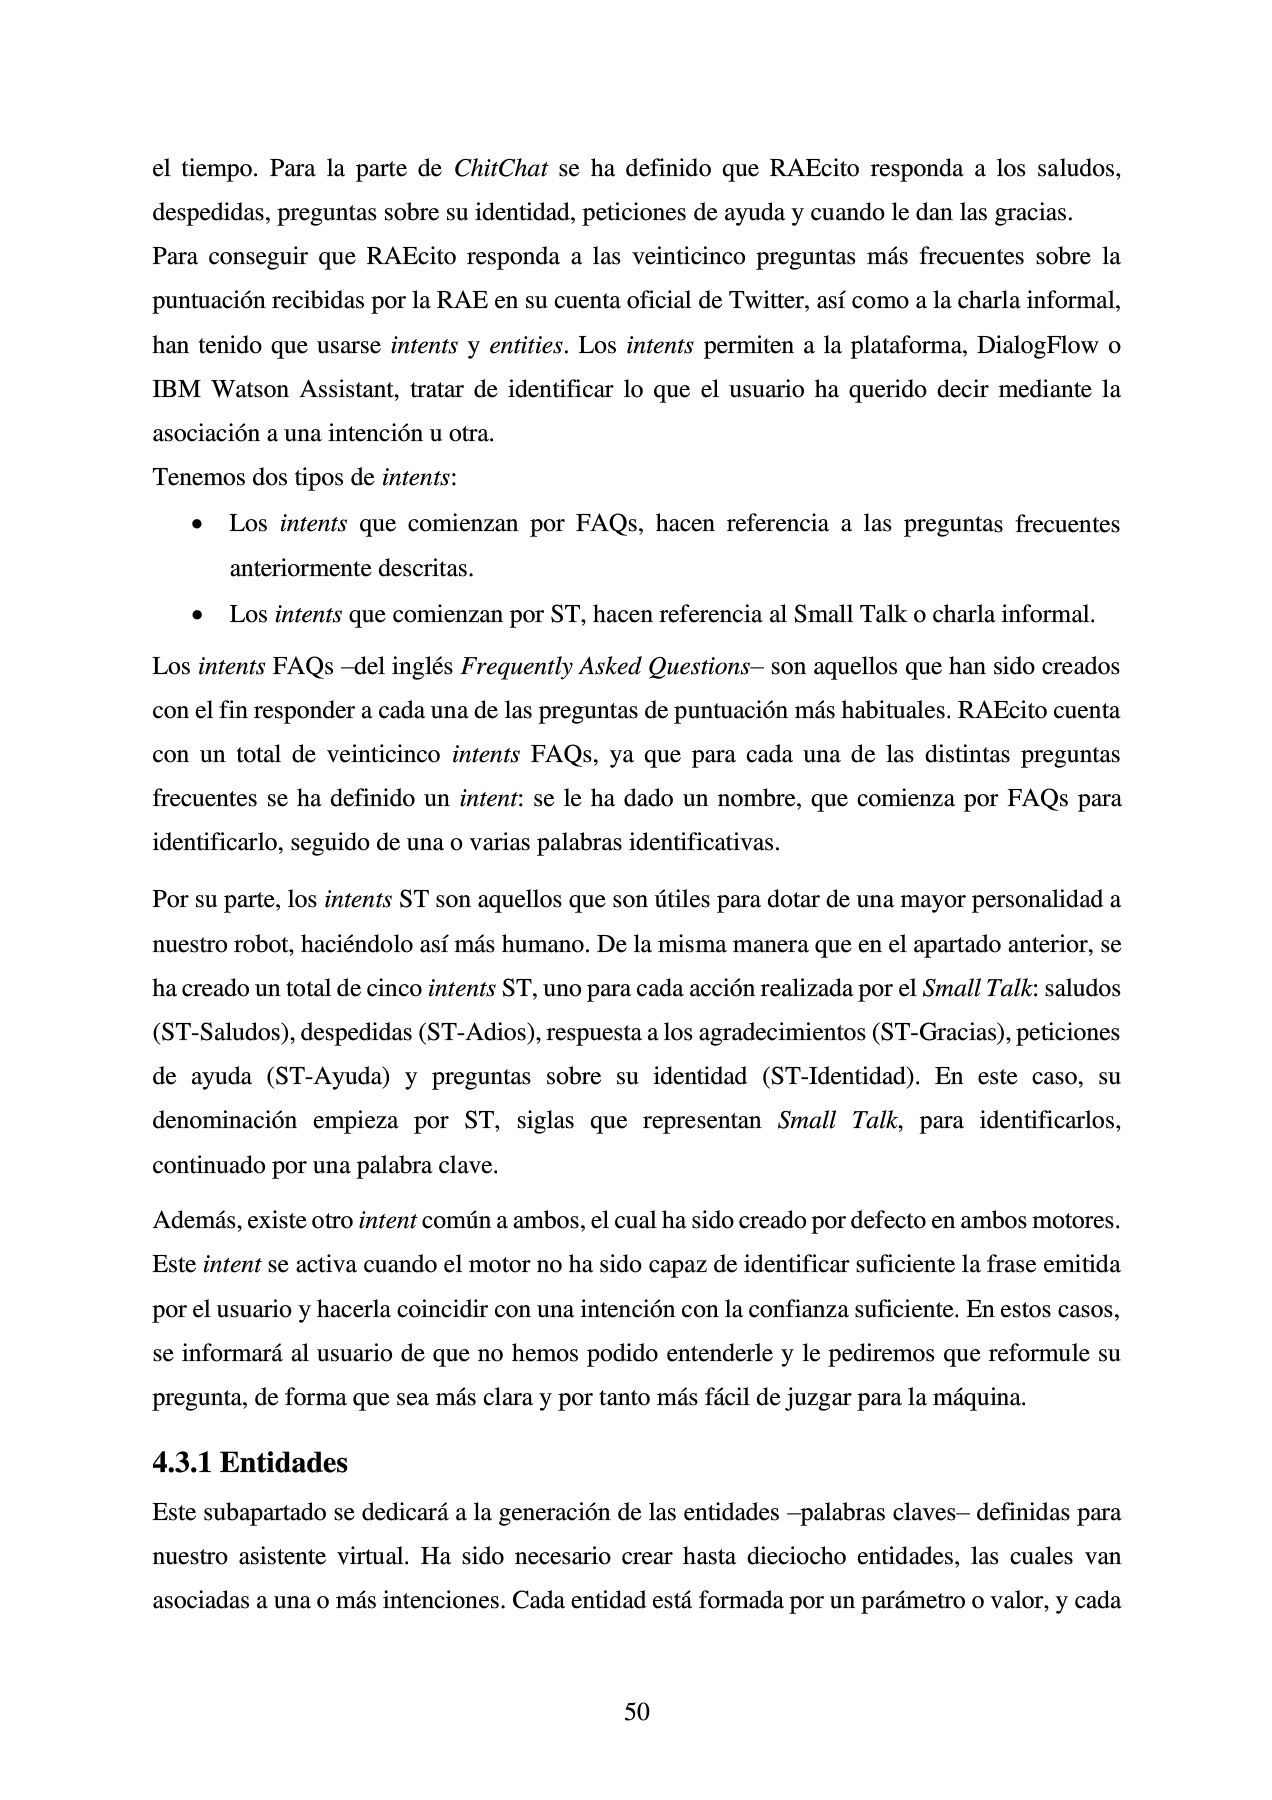 el tiempo. Para la parte de ChitChat se ha definido que RAEcito responda a los saludos,
despedidas, preguntas sobre su identidad, peticiones de ayuda y cuando le dan las gracias.
Para conseguir que RAEcito responda a las veinticinco preguntas más frecuentes sobre la
puntuación recibidas por la RAE en su cuenta oficial de Twitter, así como a la charla informal,
han tenido que usarse intents y entities. Los intents permiten a la plataforma, DialogFlow o
IBM Watson Assistant, tratar de identificar lo que el usuario ha querido decir mediante la
asociación a una intención u otra.
Tenemos dos tipos de intents:
• Los intents que comienzan por FAQs, hacen referencia a las preguntas frecuentes
anteriormente descritas.
• Los intents que comienzan por ST, hacen referencia al Small Talk o charla informal.
Los intents FAQs –del inglés Frequently Asked Questions– son aquellos que han sido creados
con el fin responder a cada una de las preguntas de puntuación más habituales. RAEcito cuenta
con un total de veinticinco intents FAQs, ya que para cada una de las distintas preguntas
frecuentes se ha definido un intent: se le ha dado un nombre, que comienza por FAQs para
identificarlo, seguido de una o varias palabras identificativas.
Por su parte, los intents ST son aquellos que son útiles para dotar de una mayor personalidad a
nuestro robot, haciéndolo así más humano. De la misma manera que en el apartado anterior, se
ha creado un total de cinco intents ST, uno para cada acción realizada por el Small Talk: saludos
(ST-Saludos), despedidas (ST-Adios), respuesta a los agradecimientos (ST-Gracias), peticiones
de ayuda (ST-Ayuda) y preguntas sobre su identidad (ST-Identidad). En este caso, su
denominación empieza por ST, siglas que representan Small Talk, para identificarlos,
continuado por una palabra clave.
Además, existe otro intent común a ambos, el cual ha sido creado por defecto en ambos motores.
Este intent se activa cuando el motor no ha sido capaz de identificar suficiente la frase emitida
por el usuario y hacerla coincidir con una intención con la confianza suficiente. En estos casos,
se informará al usuario de que no hemos podido entenderle y le pediremos que reformule su
pregunta, de forma que sea más clara y por tanto más fácil de juzgar para la máquina.
4.3.1 Entidades
Este subapartado se dedicará a la generación de las entidades –palabras claves– definidas para
nuestro asistente virtual. Ha sido necesario crear hasta dieciocho entidades, las cuales van
asociadas a una o más intenciones. Cada entidad está formada por un parámetro o valor, y cada
50